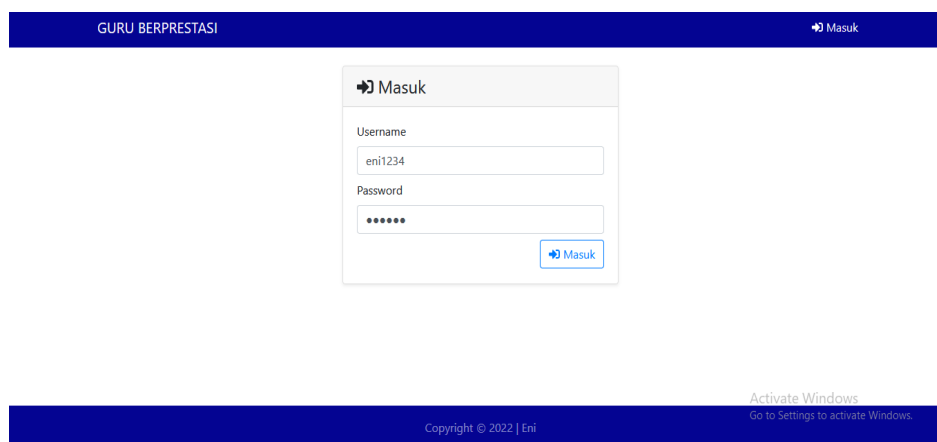 GURU BERPRESTASI
Masuk
Masuk
Username
eni1234
Password
Masuk
Activate Windows
Go to Settings to activate Windows.
Copyright © 2022 | Eni